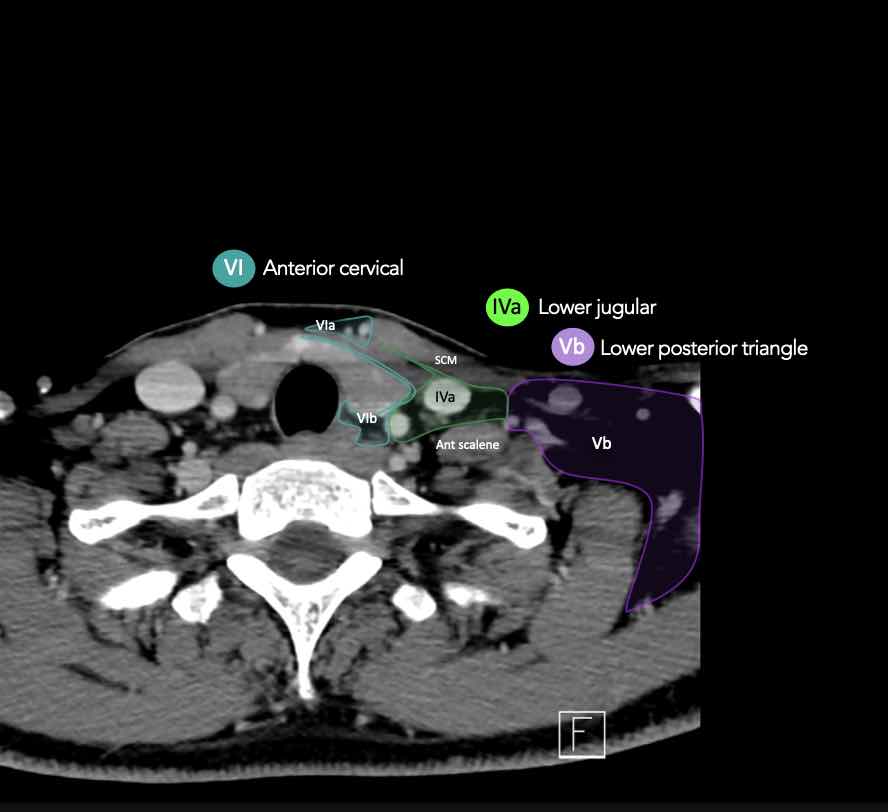 VI Anterior cervical
IVa Lower jugular
Vb Lower posterior triangle
VIa
SCM
IVa
VIb
Ant scalene
Vb
F